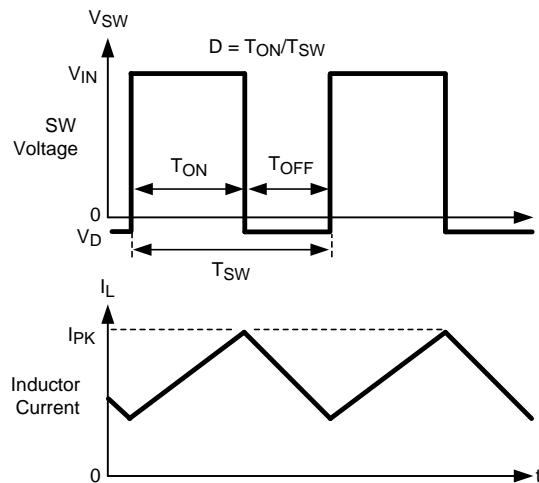 VSW
D = TON/TSW
VIN
SW
Voltage
TON
TOFF
0
VD
TSW
IL
IPK
Inductor
Current
0
t